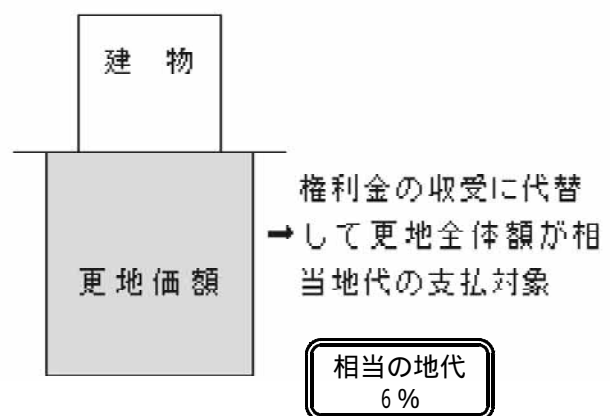 建物
権利金の収受に代替
➡して更地全体額が相
当地代の支払対象
更地価額
相当の地代
6%